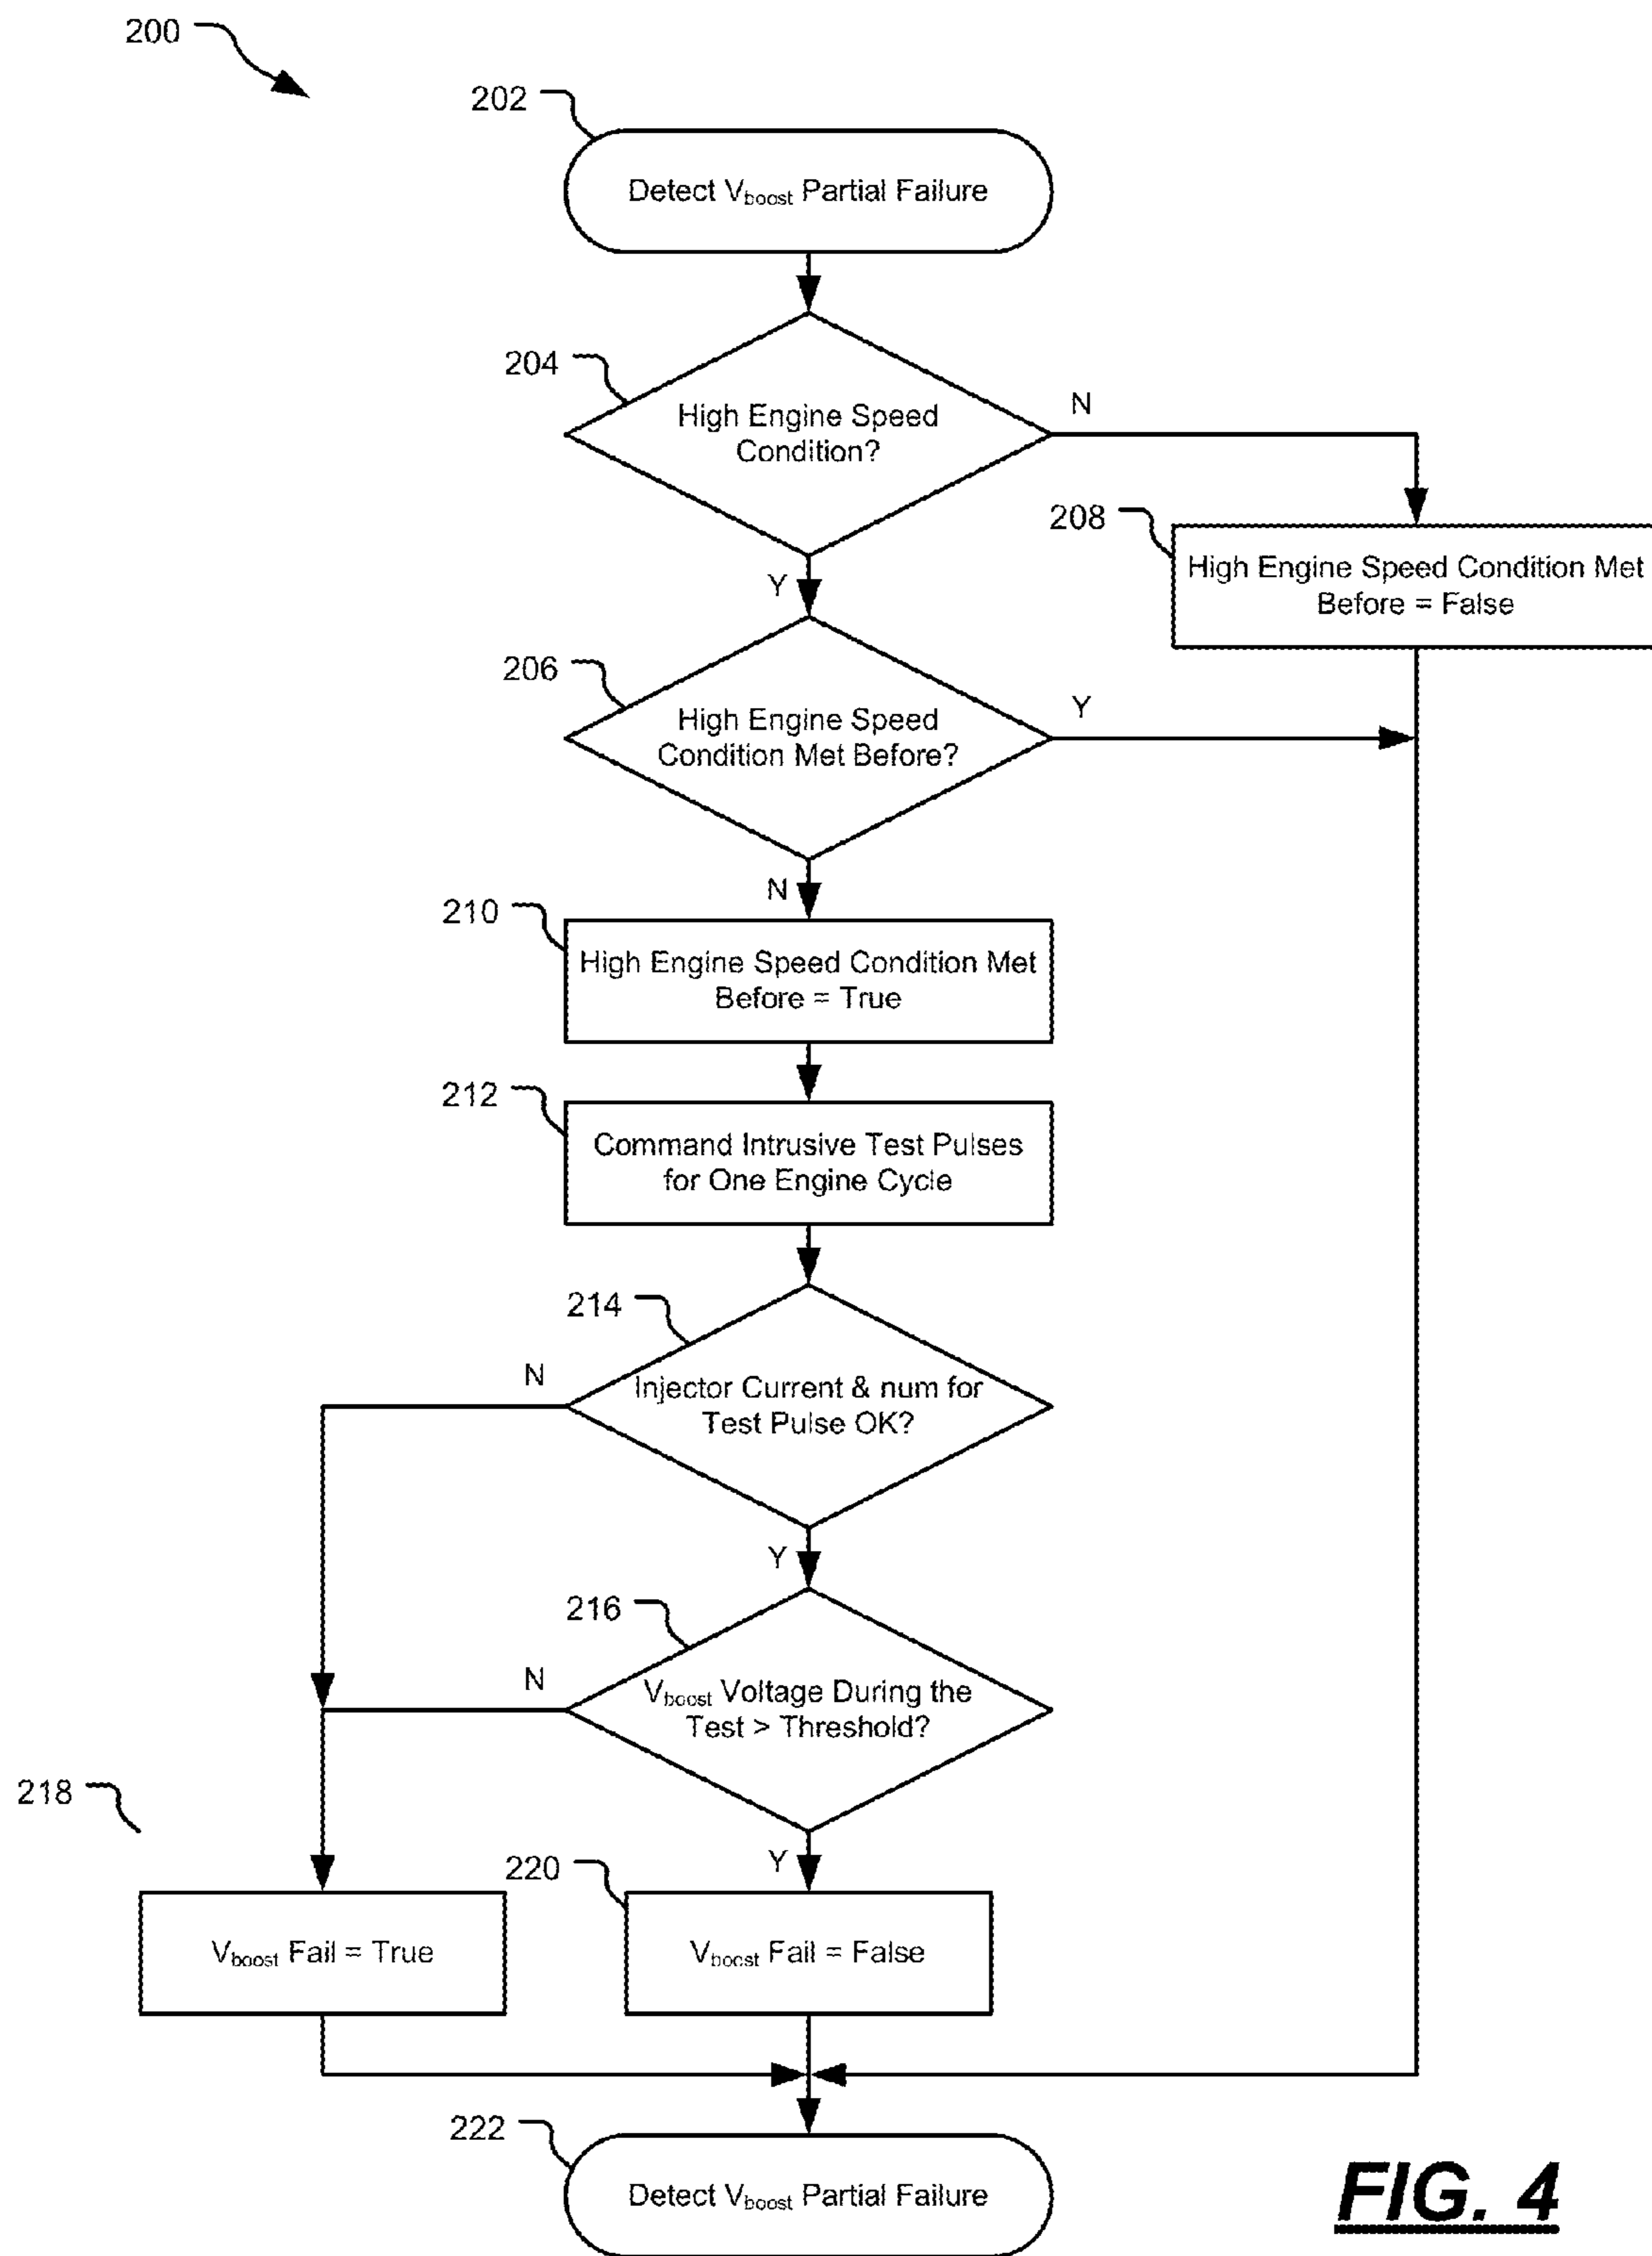 200
202
Detect Vboost Partial Failure
204
High Engine Speed
Condition?
N
208
High Engine Speed Condition Met
Before = False
Y
206
High Engine Speed
Condition Met Before?
Y
N
210
High Engine Speed Condition Met
Before = True
212
Command Intrusive Test Pulses
for One Engine Cycle
214
N
Injector Current & num for
Test Pulse OK?
Y
216
N
Vboost Voltage During the
Test > Threshold?
218
Y
220
Vboost Fail = True
Vboost Fail = False
222
Detect Vboost Partial Failure
FIG. 4